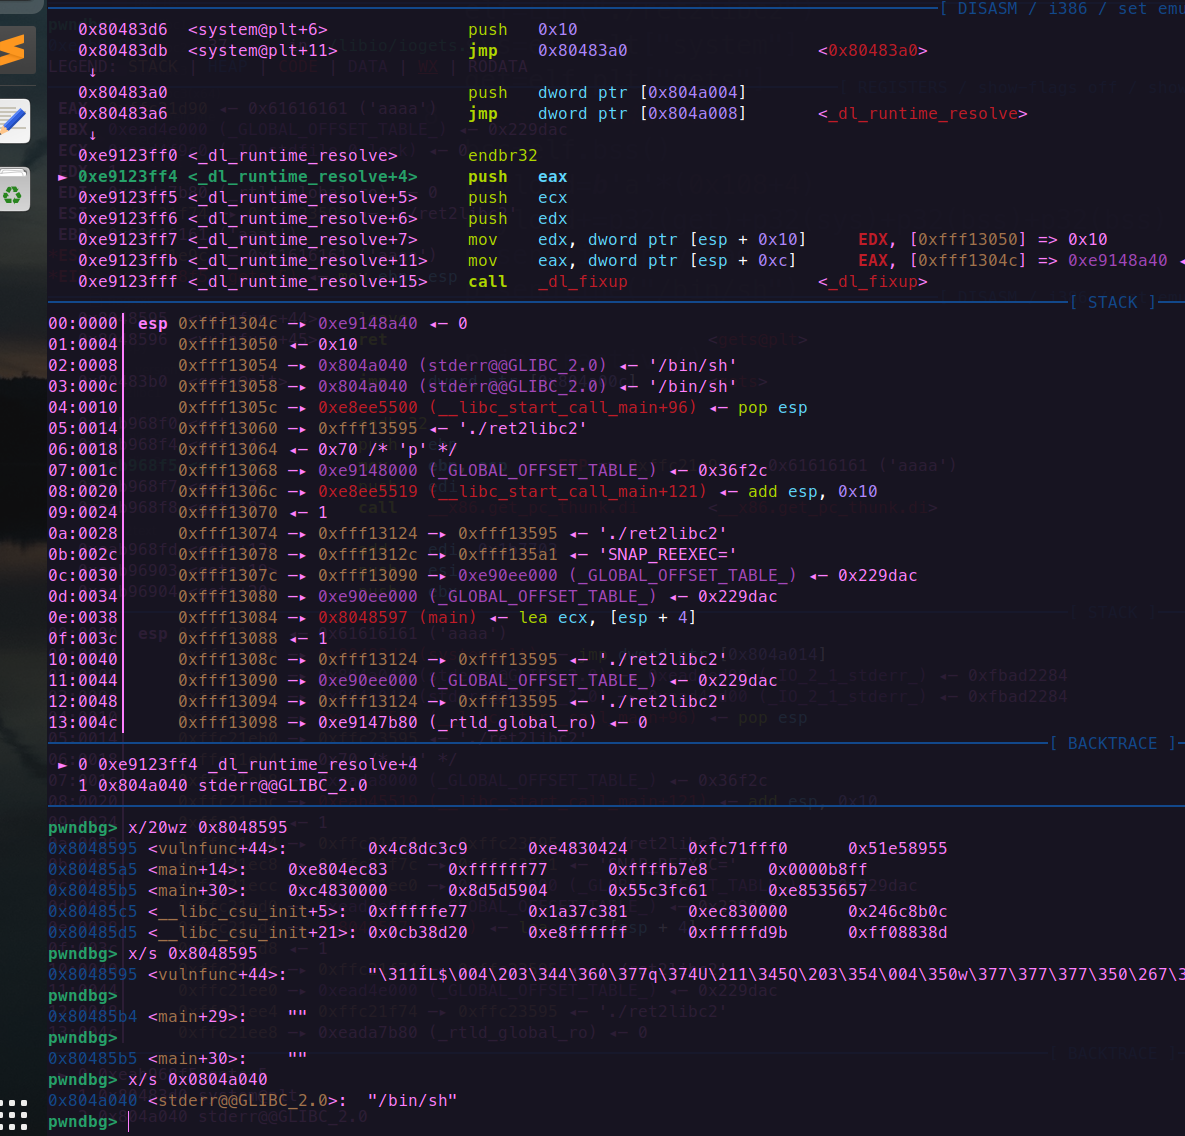 [ DISASM / i386 / set emu
0x80483d6  <system@plt+6>              push   0x10
0x80483db  <system@plt+11>             jmp    0x80483a0        <0x80483a0>
↓
0x80483a0                              push   dword ptr [0x804a004]
0x80483a6                              jmp    dword ptr [0x804a008]       <_dl_runtime_resolve>
↓
0xe9123ff0 <_dl_runtime_resolve>       endbr32
► 0xe9123ff4 <_dl_runtime_resolve+4>     push   eax
0xe9123ff5 <_dl_runtime_resolve+5>     push   ecx
0xe9123ff6 <_dl_runtime_resolve+6>     push   edx
0xe9123ff7 <_dl_runtime_resolve+7>     mov    edx, dword ptr [esp + 0x10]     EDX, [0xfff13050] => 0x10
0xe9123ffb <_dl_runtime_resolve+11>    mov    eax, dword ptr [esp + 0xc]      EAX, [0xfff1304c] => 0xe9148a40 ◂
0xe9123fff <_dl_runtime_resolve+15>    call   _dl_fixup                   <_dl_fixup>
[ STACK ]
00:0000│ esp 0xfff1304c —▸ 0xe9148a40 ◂— 0
01:0004│     0xfff13050 ◂— 0x10
02:0008│     0xfff13054 —▸ 0x804a040 (stderr@@GLIBC_2.0) ◂— '/bin/sh'
03:000c│     0xfff13058 —▸ 0x804a040 (stderr@@GLIBC_2.0) ◂— '/bin/sh'
04:0010│     0xfff1305c —▸ 0xe8ee5500 (__libc_start_call_main+96) ◂— pop esp
05:0014│     0xfff13060 —▸ 0xfff13595 ◂— './ret2libc2'
06:0018│     0xfff13064 ◂— 0x70 /* 'p' */
07:001c│     0xfff13068 —▸ 0xe9148000 (_GLOBAL_OFFSET_TABLE_) ◂— 0x36f2c
08:0020│     0xfff1306c —▸ 0xe8ee5519 (__libc_start_call_main+121) ◂— add esp, 0x10
09:0024│     0xfff13070 ◂— 1
0a:0028│     0xfff13074 —▸ 0xfff13124 —▸ 0xfff13595 ◂— './ret2libc2'
0b:002c│     0xfff13078 —▸ 0xfff1312c —▸ 0xfff135a1 ◂— 'SNAP_REEXEC='
0c:0030│     0xfff1307c —▸ 0xfff13090 —▸ 0xe90ee000 (_GLOBAL_OFFSET_TABLE_) ◂— 0x229dac
0d:0034│     0xfff13080 —▸ 0xe90ee000 (_GLOBAL_OFFSET_TABLE_) ◂— 0x229dac
0e:0038│     0xfff13084 —▸ 0x8048597 (main) ◂— lea ecx, [esp + 4]
0f:003c│     0xfff13088 ◂— 1
10:0040│     0xfff1308c —▸ 0xfff13124 —▸ 0xfff13595 ◂— './ret2libc2'
11:0044│     0xfff13090 —▸ 0xe90ee000 (_GLOBAL_OFFSET_TABLE_) ◂— 0x229dac
12:0048│     0xfff13094 —▸ 0xfff13124 —▸ 0xfff13595 ◂— './ret2libc2'
13:004c│     0xfff13098 —▸ 0xe9147b80 (_rtld_global_ro) ◂— 0
[ BACKTRACE ]
► 0 0xe9123ff4 _dl_runtime_resolve+4
1 0x804a040 stderr@@GLIBC_2.0
pwndbg> x/20wz 0x8048595
0x8048595 <vulnfunc+44>:        0x4c8dc3c9      0xe4830424      0xfc71fff0      0x51e58955
0x80485a5 <main+14>:    0xe804ec83      0xffffff77      0xffffb7e8      0x0000b8ff
0x80485b5 <main+30>:    0xc4830000      0x8d5d5904      0x55c3fc61      0xe8535657
0x80485c5 <__libc_csu_init+5>:  0xfffffe77      0x1a37c381      0xec830000      0x246c8b0c
0x80485d5 <__libc_csu_init+21>: 0x0cb38d20      0xe8ffffff      0xfffffd9b      0xff08838d
pwndbg> x/s 0x8048595
0x8048595 <vulnfunc+44>:        "\311ÍL$\004\203\344\360\377q\374U\211\345Q\203\354\004\350w\377\377\377\350\267\3
pwndbg>
0x80485b4 <main+29>:    ""
pwndbg>
0x80485b5 <main+30>:    ""
pwndbg> x/s 0x0804a040
0x804a040 <stderr@@GLIBC_2.0>:  "/bin/sh"
pwndbg>